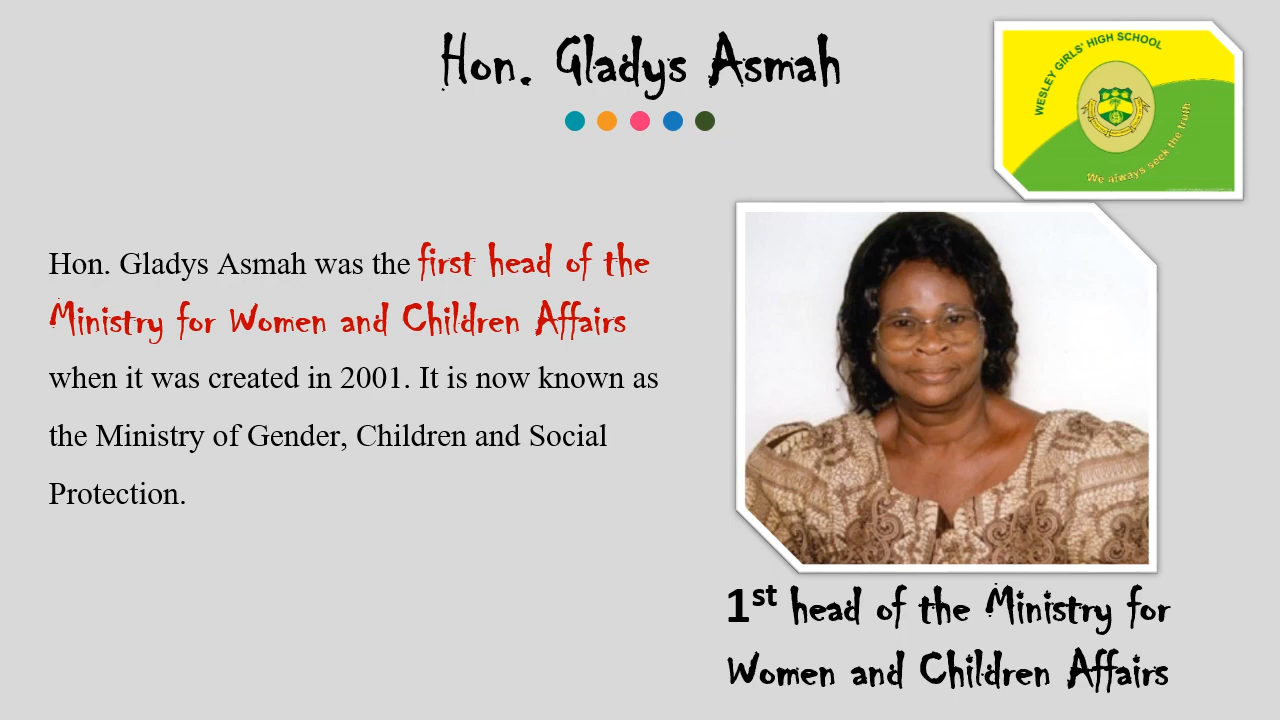 Hon. Gladys Asmah
WESLEY GIRLS' HIGH SCHOOL
We always seek the truth
Hon. Gladys Asmah was the first head of the
Ministry for Women and Children Affairs
when it was created in 2001. It is now known as
the Ministry of Gender, Children and Social
Protection.
1st head of the Ministry for
Women and Children Affairs